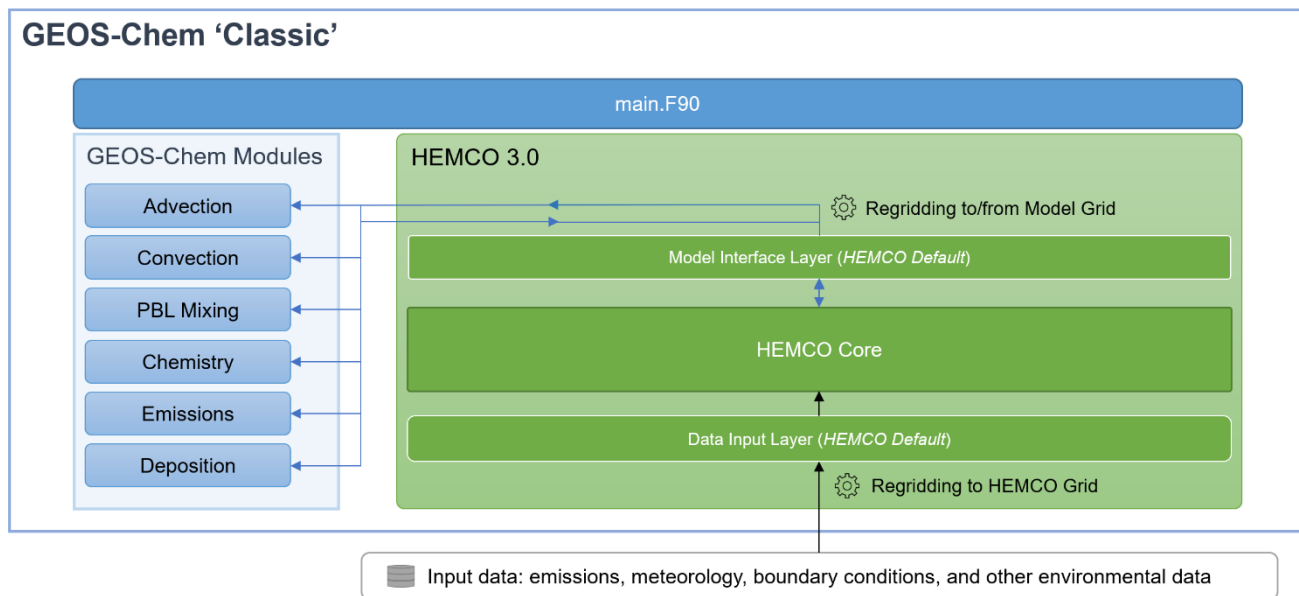 GEOS-Chem ‘Classic’
main.F90
GEOS-Chem Modules
Advection
Convection
PBL Mixing
Chemistry
Emissions
Deposition
HEMCO 3.0
Regridding to/from Model Grid
Model Interface Layer (HEMCO Default)
HEMCO Core
Data Input Layer (HEMCO Default)
Regridding to HEMCO Grid
Input data: emissions, meteorology, boundary conditions, and other environmental data